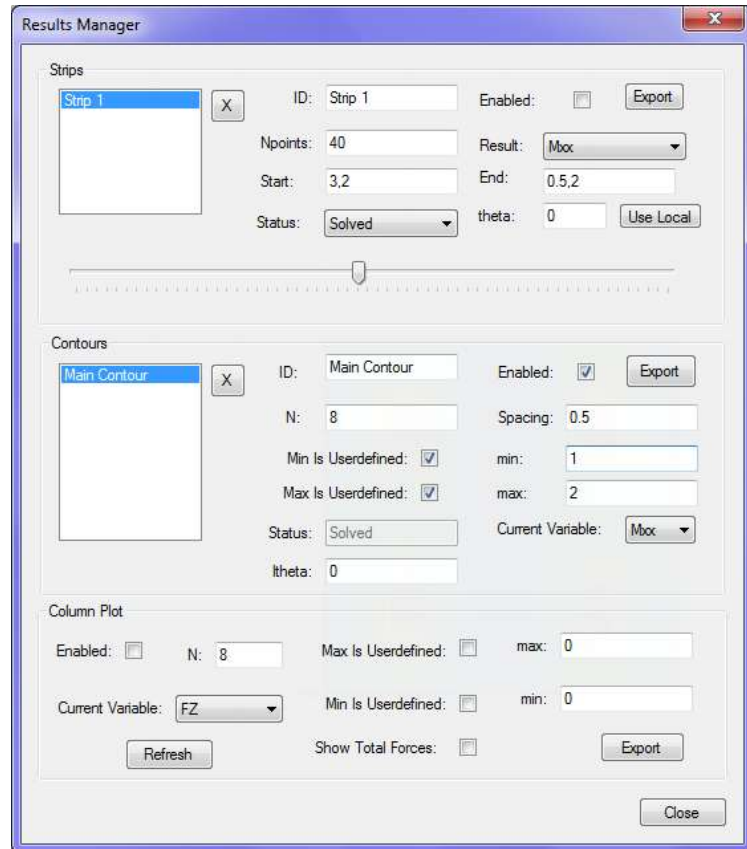 Results Manager
X
Strips
Strip 1
X
ID: Strip 1
Enabled:
Export
Npoints: 40
Result: Mxx
Start: 3,2
End: 0.5,2
Status: Solved
theta: 0
Use Local
Contours
Main Contour
X
ID: Main Contour
Enabled:
Export
N: 8
Spacing: 0.5
Min Is Userdefined:
min: 1
Max Is Userdefined:
max: 2
Status: Solved
Current Variable: Mxx
ltheta: 0
Column Plot
Enabled:
N: 8
Max Is Userdefined:
max: 0
Current Variable: FZ
Min Is Userdefined:
min: 0
Refresh
Show Total Forces:
Export
Close